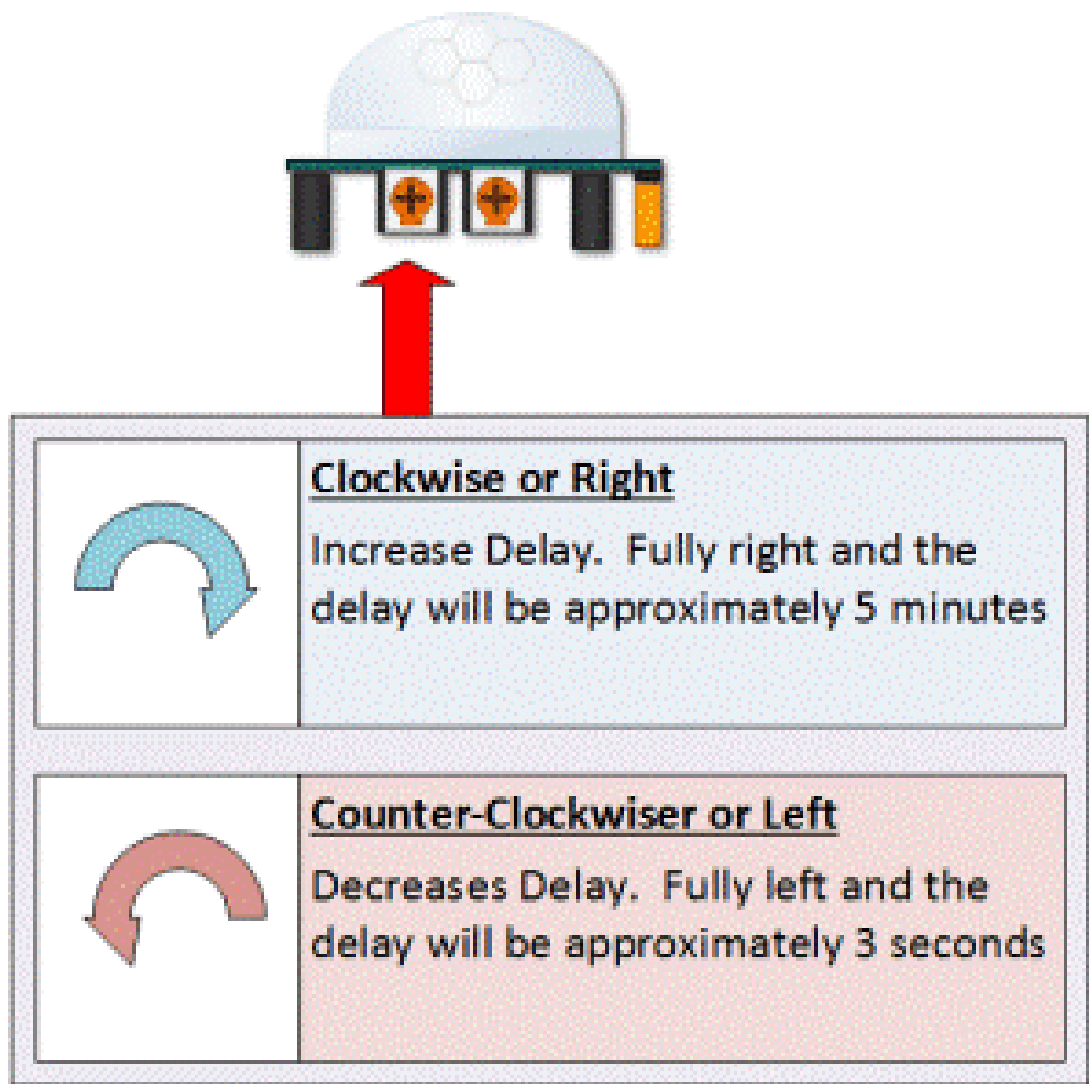 Clockwise or Right
Increase Delay.  Fully right and the
delay will be approximately 5 minutes
Counter-Clockwiser or Left
Decreases Delay.  Fully left and the
delay will be approximately 3 seconds